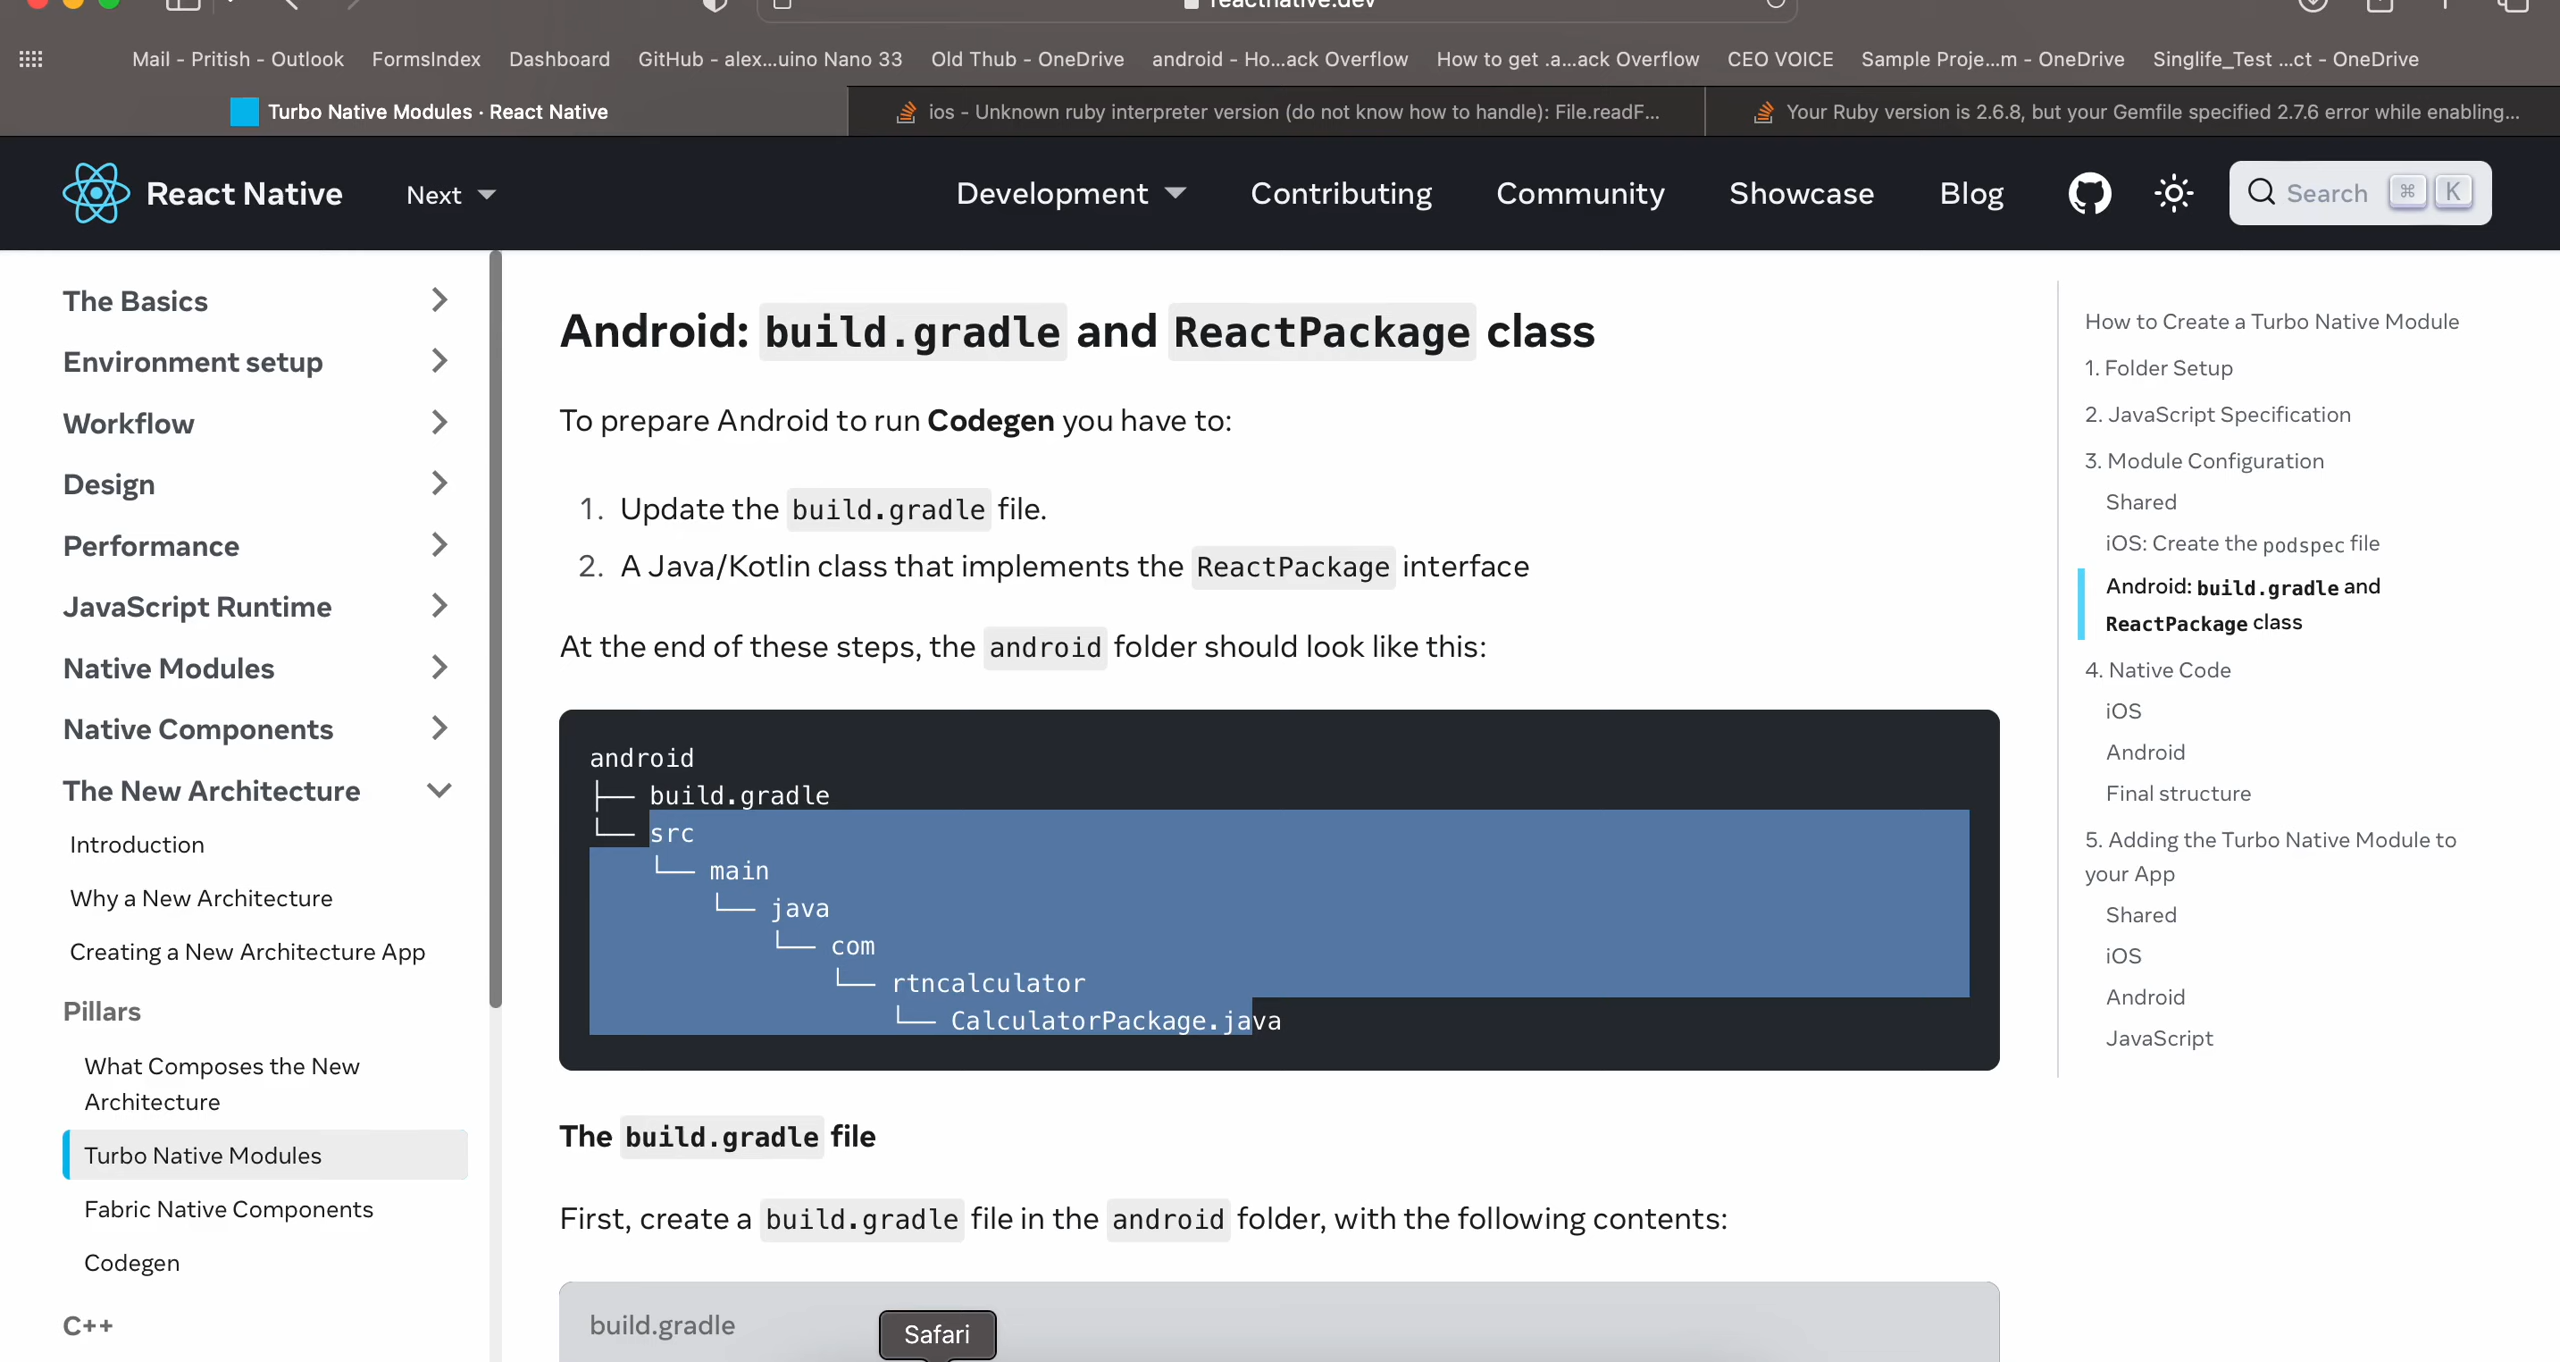 reactnative.dev
Mail - Pritish - Outlook FormsIndex Dashboard GitHub - alex...uino Nano 33 Old Thub - OneDrive android - Ho...ack Overflow How to get .a...ack Overflow CEO VOICE Sample Proje...m - OneDrive Singlife_Test ...ct - OneDrive
Turbo Native Modules · React Native ios - Unknown ruby interpreter version (do not know how to handle): File.readF... Your Ruby version is 2.6.8, but your Gemfile specified 2.7.6 error while enabling...
React Native Next Development Contributing Community Showcase Blog Search ⌘ K
The Basics
Environment setup
Workflow
Design
Performance
JavaScript Runtime
Native Modules
Native Components
The New Architecture
Introduction
Why a New Architecture
Creating a New Architecture App
Pillars
What Composes the New
Architecture
Turbo Native Modules
Fabric Native Components
Codegen
C++
Android: build.gradle and ReactPackage class
To prepare Android to run Codegen you have to:
1. Update the build.gradle file.
2. A Java/Kotlin class that implements the ReactPackage interface
At the end of these steps, the android folder should look like this:
android
├── build.gradle
└── src
    └── main
        └── java
            └── com
                └── rtncalculator
                    └── CalculatorPackage.java
The build.gradle file
First, create a build.gradle file in the android folder, with the following contents:
build.gradle
Safari
How to Create a Turbo Native Module
1. Folder Setup
2. JavaScript Specification
3. Module Configuration
Shared
iOS: Create the podspec file
Android: build.gradle and
ReactPackage class
4. Native Code
iOS
Android
Final structure
5. Adding the Turbo Native Module to
your App
Shared
iOS
Android
JavaScript